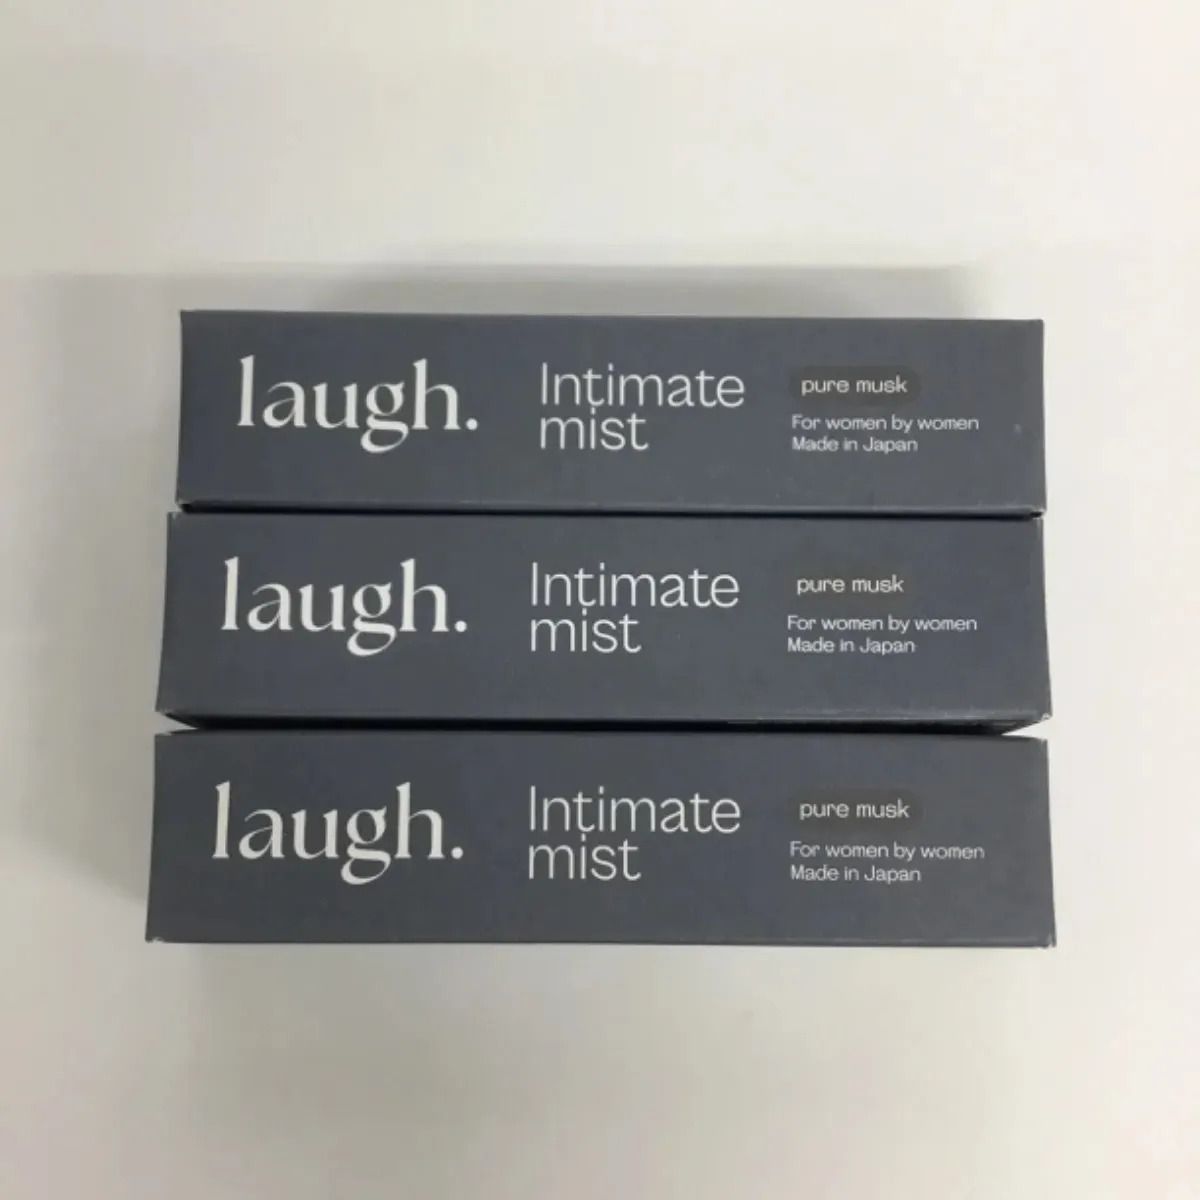 laugh.
Intimate
mist
pure musk
For women by women
Made in Japan
laugh.
Intimate
mist
pure musk
For women by women
Made in Japan
laugh.
Intimate
mist
pure musk
For women by women
Made in Japan